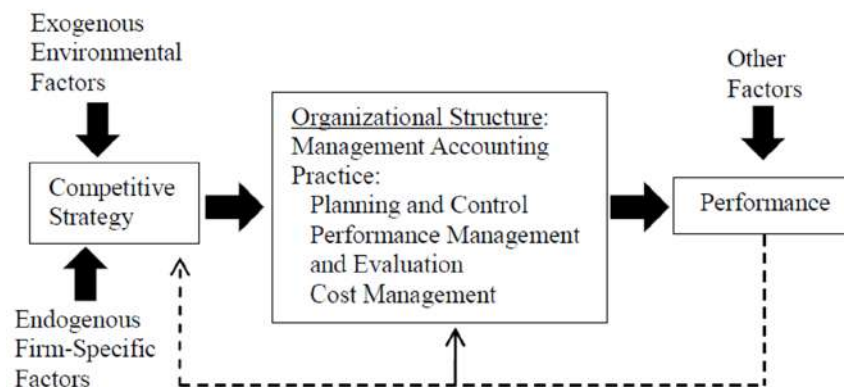 Exogenous
Environmental
Factors
Other
Factors
Organizational Structure:
Management Accounting
Practice:
Planning and Control
Performance Management
and Evaluation
Cost Management
Competitive
Strategy
Performance
Endogenous
Firm-Specific
Factors